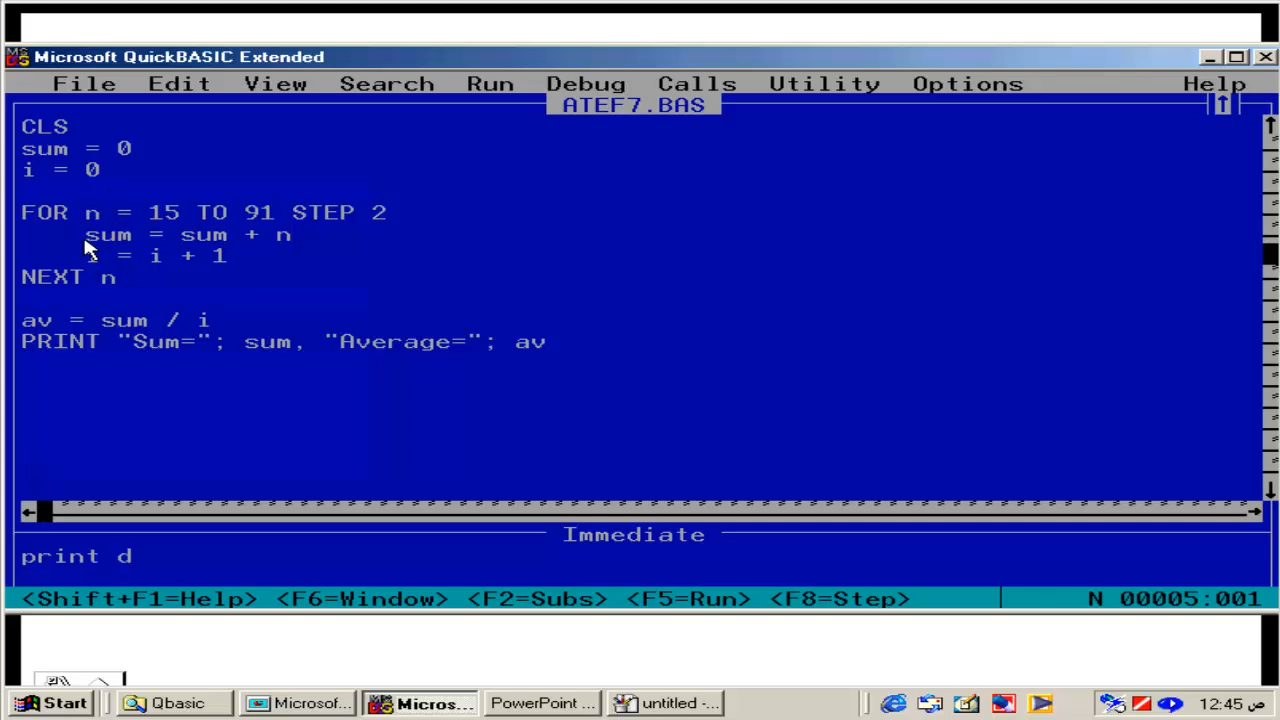 Microsoft QuickBASIC Extended
File Edit View Search Run Debug Calls Utility Options Help
ATEF7.BAS
CLS
sum = 0
i = 0
FOR n = 15 TO 91 STEP 2
sum = sum + n
i = i + 1
NEXT n
av = sum / i
PRINT "Sum="; sum, "Average="; av
Immediate
print d
<Shift+F1=Help> <F6=Window> <F2=Subs> <F5=Run> <F8=Step> N 00005:001
Start Qbasic Microsof... Micros... PowerPoint ... untitled -... 12:45 ص